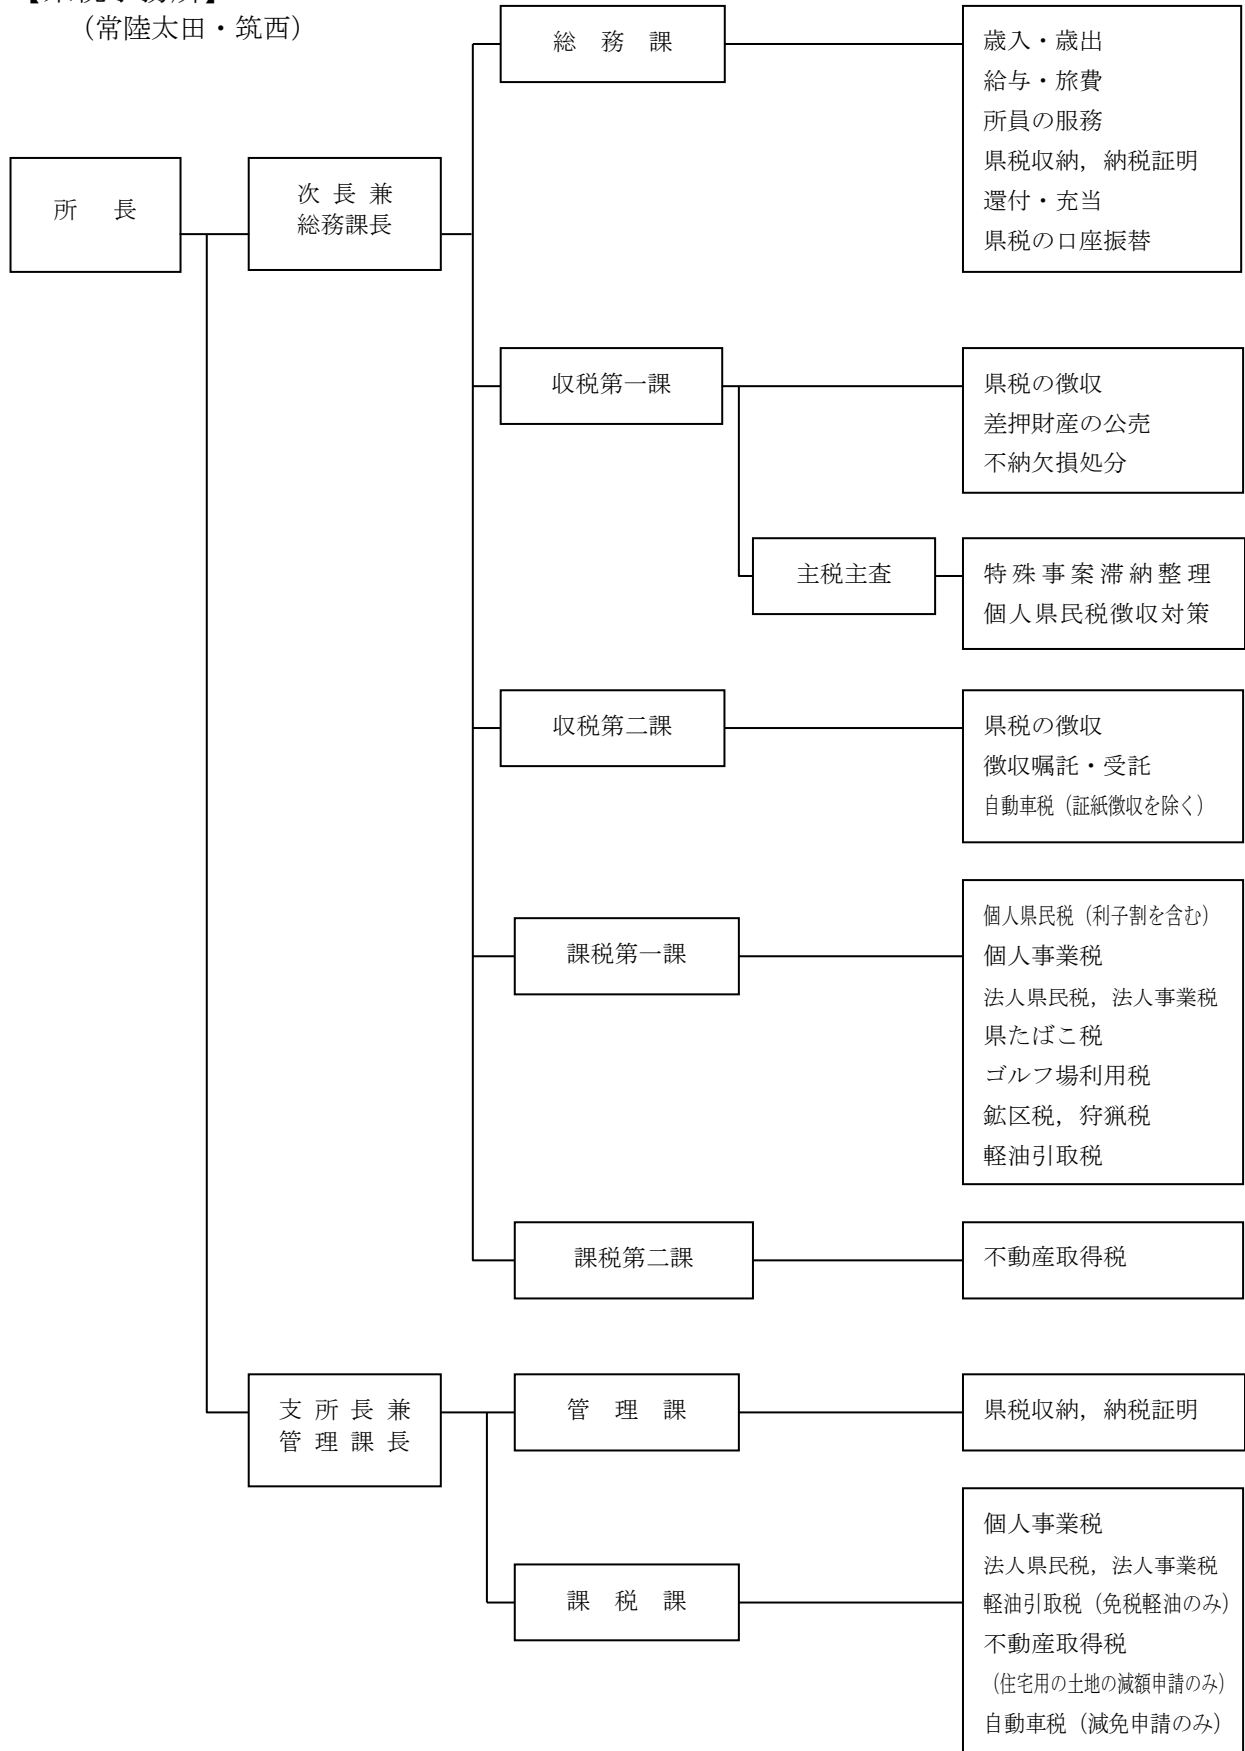 （常陸太田・筑西）
所　長
次 長 兼
総務課長
総　務　課
歳入・歳出
給与・旅費
所員の服務
県税収納，納税証明
還付・充当
県税の口座振替
収税第一課
県税の徴収
差押財産の公売
不納欠損処分
主税主査
特殊事案滞納整理
個人県民税徴収対策
収税第二課
県税の徴収
徴収嘱託・受託
自動車税（証紙徴収を除く）
課税第一課
個人県民税（利子割を含む）
個人事業税
法人県民税，法人事業税
県たばこ税
ゴルフ場利用税
鉱区税，狩猟税
軽油引取税
課税第二課
不動産取得税
支 所 長 兼
管 理 課 長
管　理　課
県税収納，納税証明
課　税　課
個人事業税
法人県民税，法人事業税
軽油引取税（免税軽油のみ）
不動産取得税
（住宅用の土地の減額申請のみ）
自動車税（減免申請のみ）